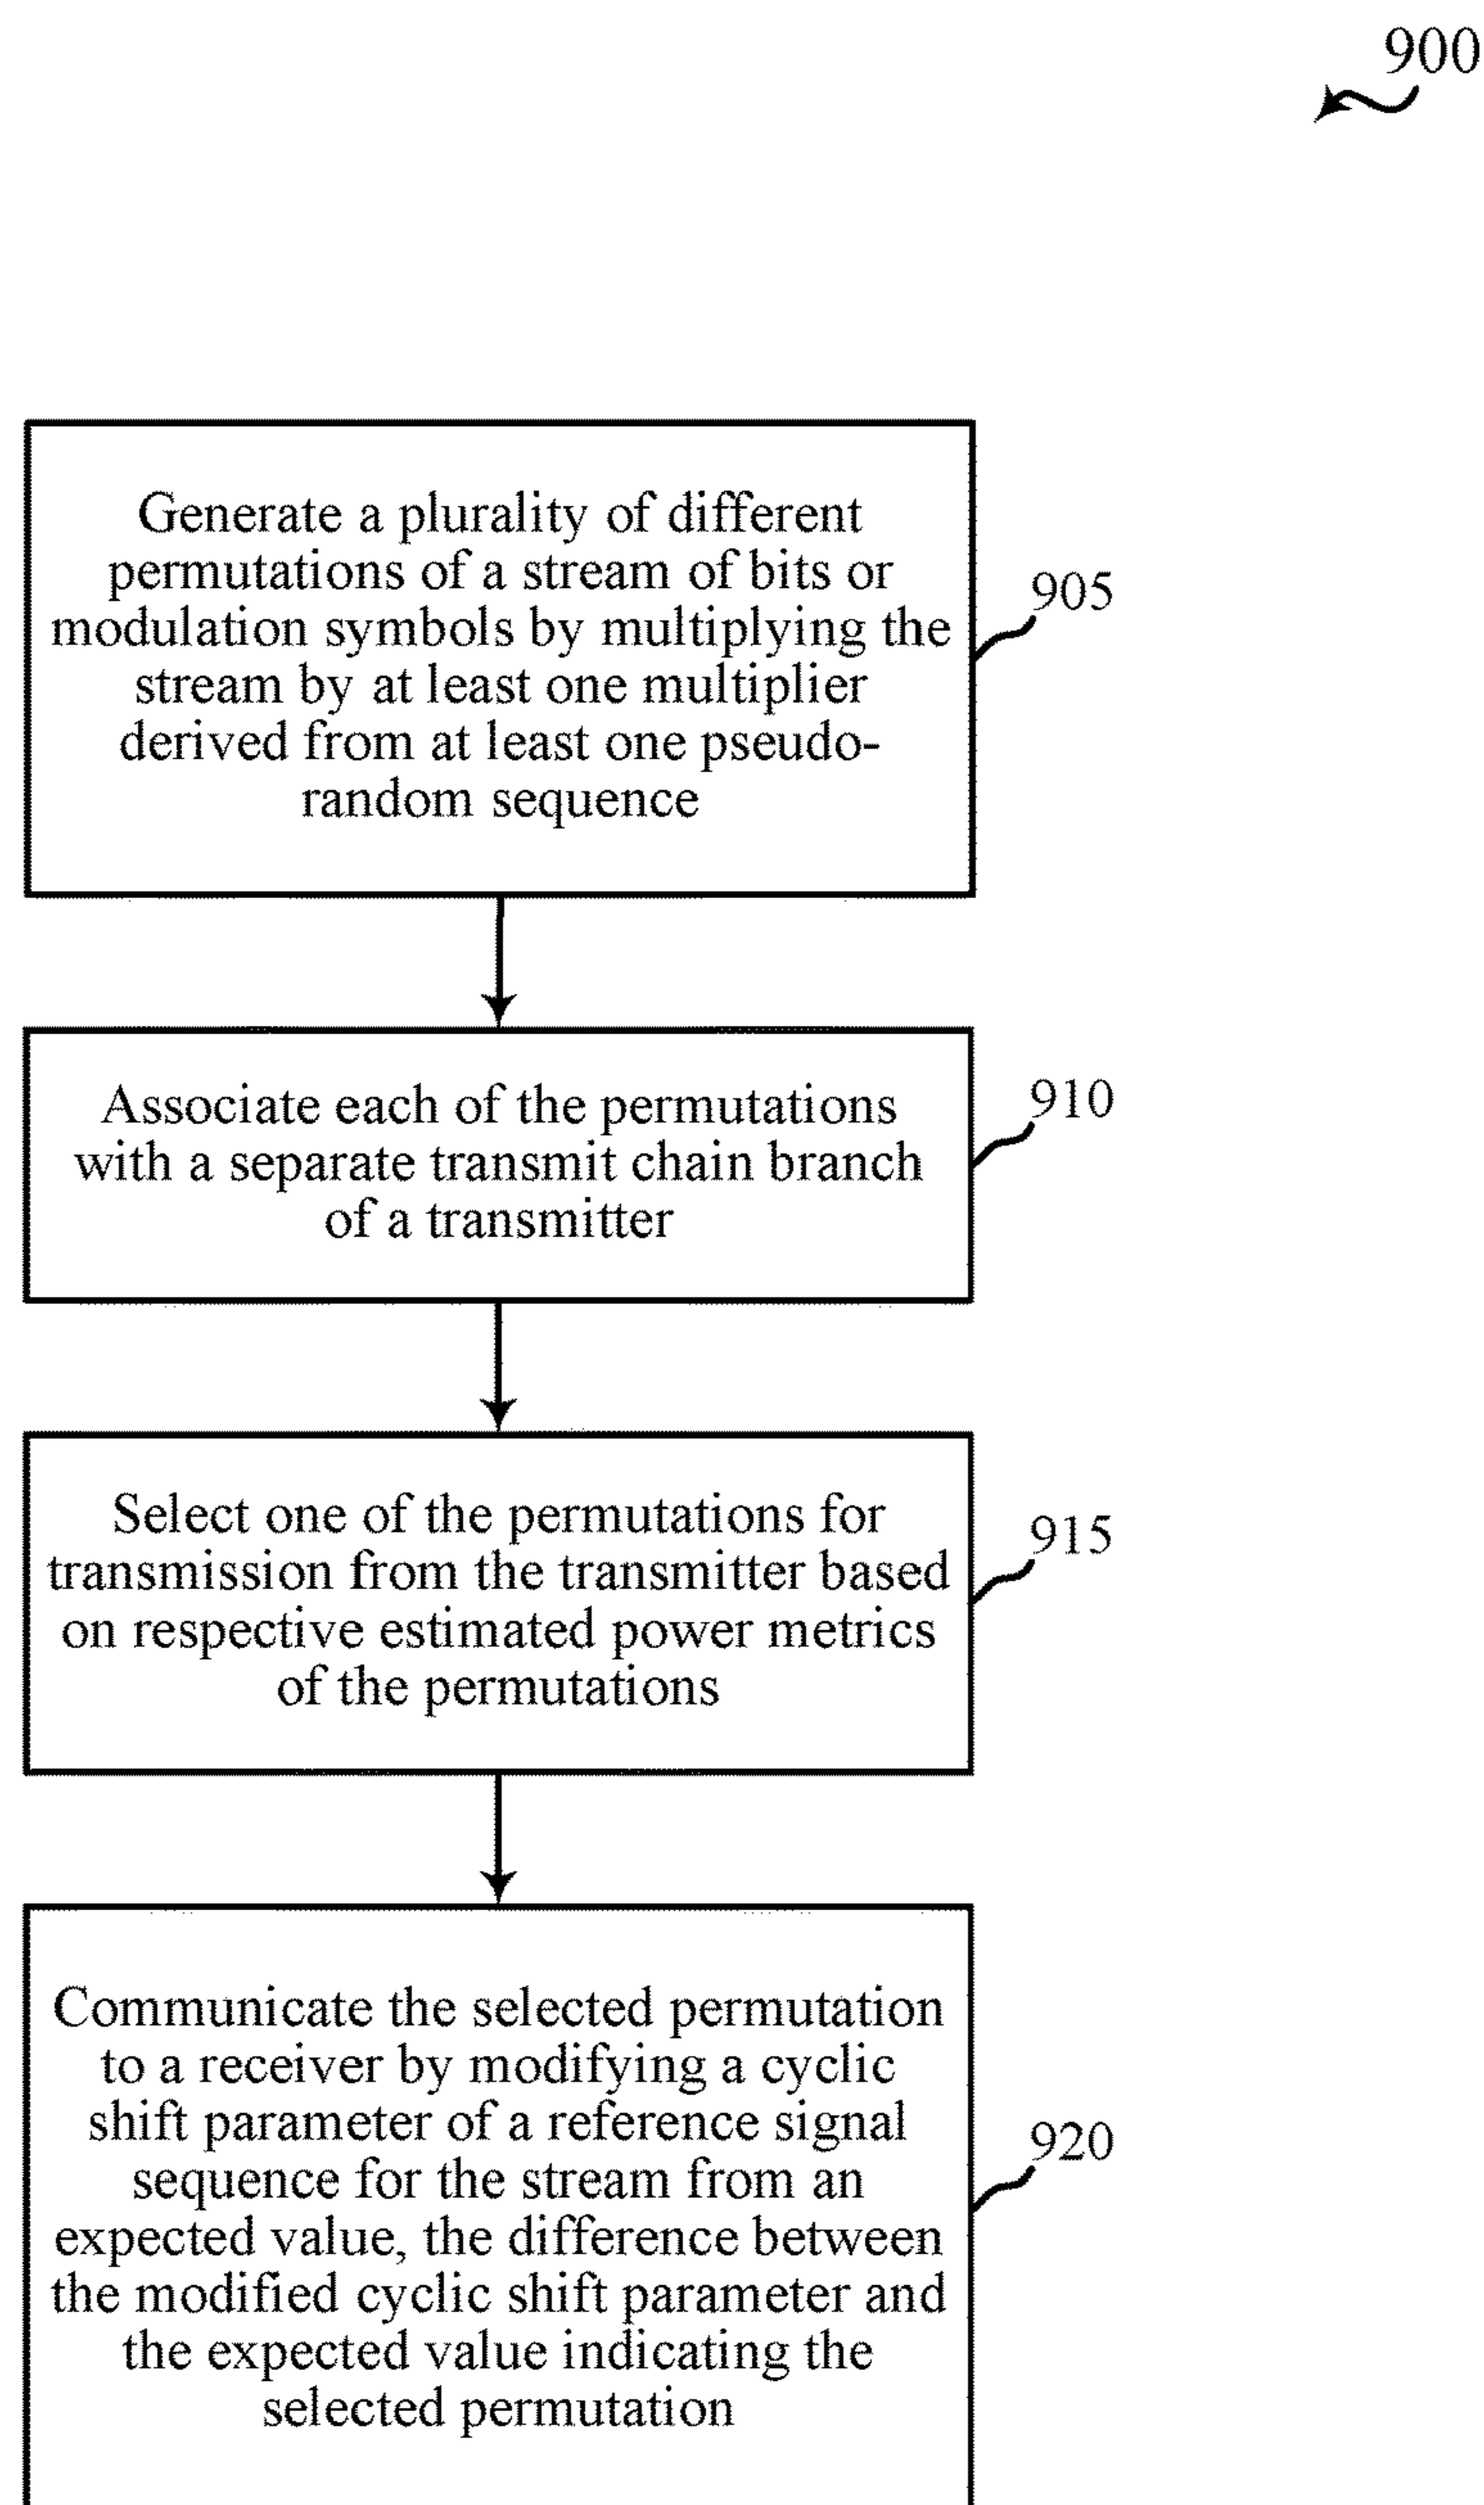 900
Generate a plurality of different
permutations of a stream of bits or
modulation symbols by multiplying the
stream by at least one multiplier
derived from at least one pseudo-
random sequence
905
Associate each of the permutations
with a separate transmit chain branch
of a transmitter
910
Select one of the permutations for
transmission from the transmitter based
on respective estimated power metrics
of the permutations
915
Communicate the selected permutation
to a receiver by modifying a cyclic
shift parameter of a reference signal
sequence for the stream from an
expected value, the difference between
the modified cyclic shift parameter and
the expected value indicating the
selected permutation
920